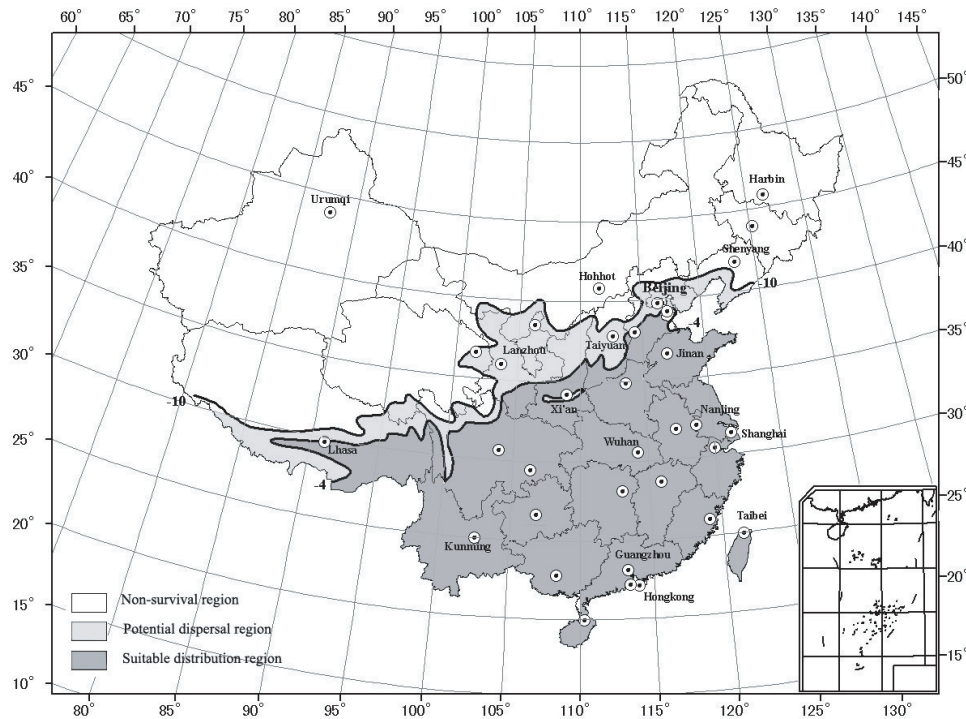 60° 65° 70° 75° 80° 85° 90° 95° 100° 105° 110° 115° 120° 125° 130° 135° 140° 145°
45°
40°
35°
30°
25°
20°
15°
10°
50°
45°
40°
35°
30°
25°
20°
15°
Harbin
Urumqi
Shenyang
Hohhot
Beijing
-10
-4
Lanzhou
Taiyuan
Jinan
-10
Xi'an
Nanjing
Shanghai
Wuhan
Lhasa
-4
Taibei
Kunming
Guangzhou
Hongkong
Non-survival region
Potential dispersal region
Suitable distribution region
80° 85° 90° 95° 100° 105° 110° 115° 120° 125° 130°